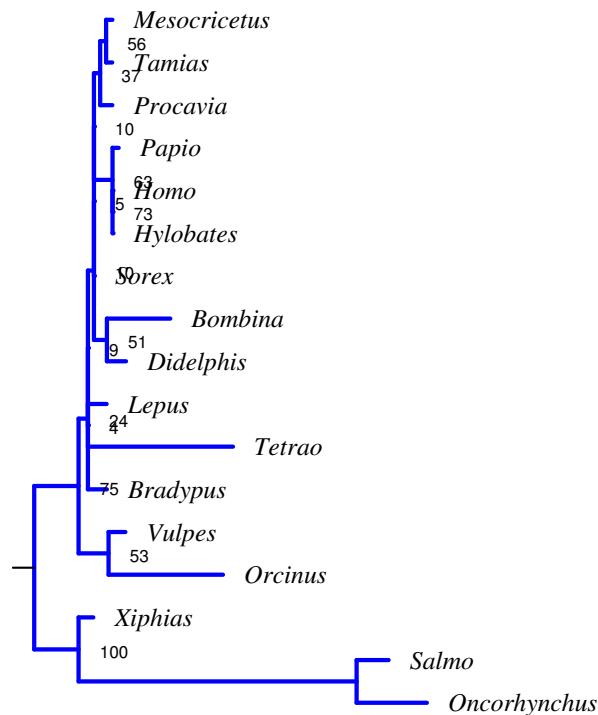 Mesocricetus
56
Tamias
37
Procavia
10
Papio
63
Homo
5
73
Hylobates
10
Sorex
Bombina
51
9
Didelphis
Lepus
24
4
Tetrao
75
Bradypus
Vulpes
53
Orcinus
Xiphias
100
Salmo
Oncorhynchus